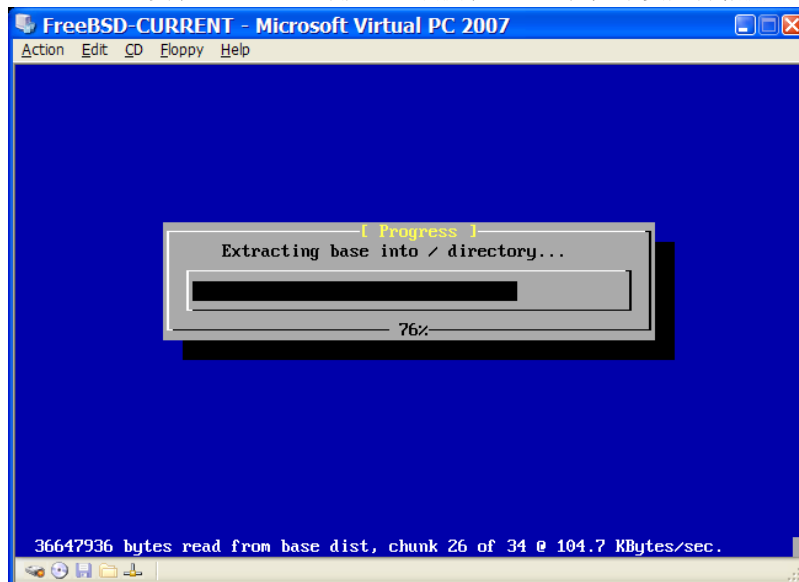 FreeBSD-CURRENT - Microsoft Virtual PC 2007
Action Edit CD Floppy Help
[ Progress ]
Extracting base into / directory...
76%
36647936 bytes read from base dist, chunk 26 of 34 @ 104.7 KBytes/sec.